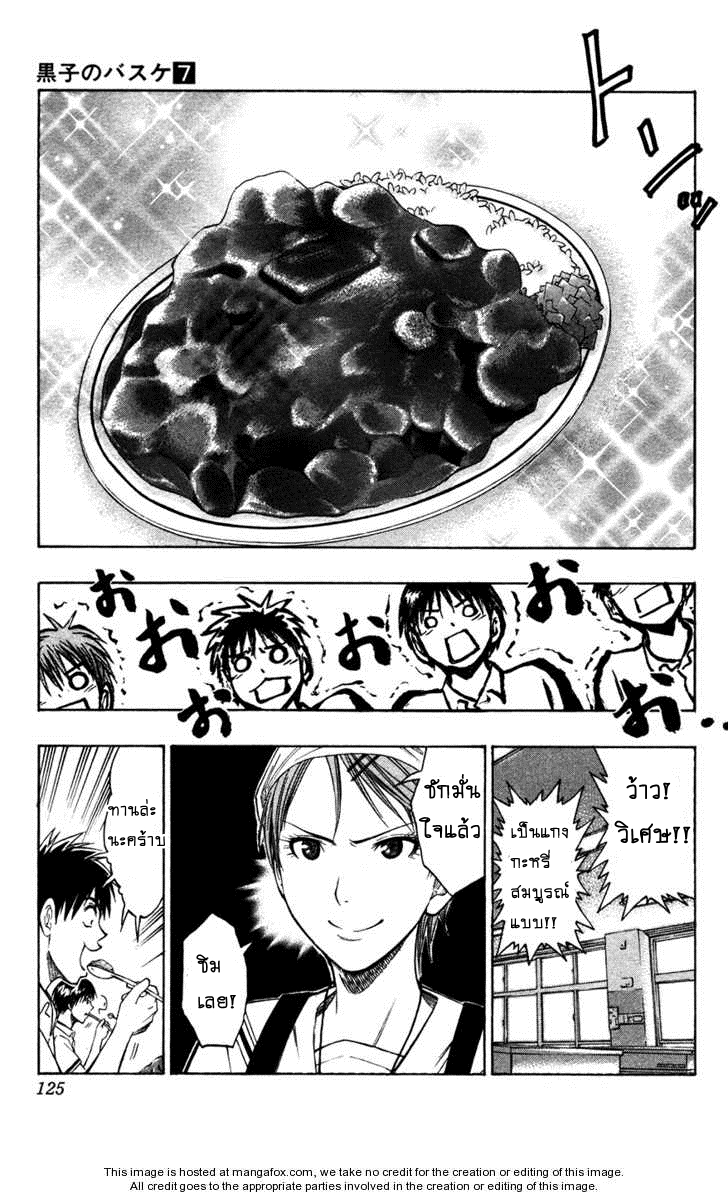 黒子のバスケ7
ドンッ
お
お
お
お
お
お…
ว้าว!
วิเศษ!!
เป็นแกง
กะหรี่
สมบูรณ์
แบบ!!
ชักมั่น
ใจแล้ว
ชิม
เลย!
ทานล่ะ
นะคร้าบ
125
This image is hosted at mangafox.com, we take no credit for the creation or editing of this image.
All credit goes to the appropriate parties involved in the creation or editing of this image.